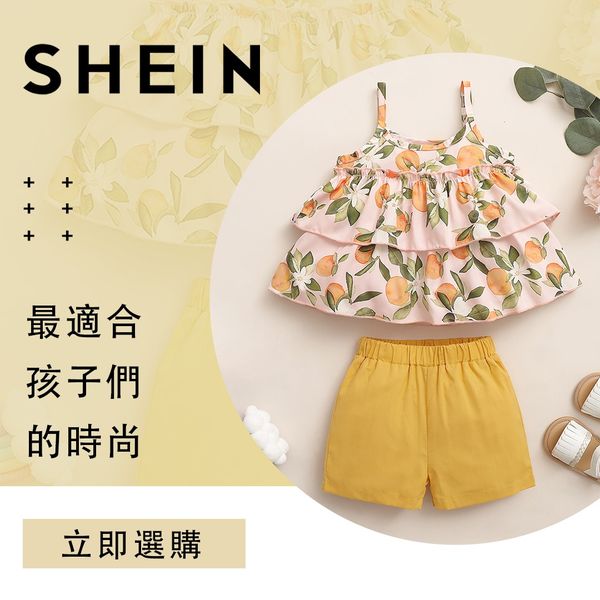 SHEIN
+ +
+ +
+ +
最適合
孩子們
的時尚
立即選購